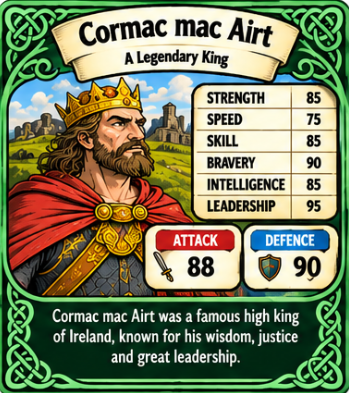 Cormac mac Airt
A Legendary King
STRENGTH 85
SPEED 75
SKILL 85
BRAVERY 90
INTELLIGENCE 85
LEADERSHIP 95
ATTACK
88
DEFENCE
90
Cormac mac Airt was a famous high king
of Ireland, known for his wisdom, justice
and great leadership.